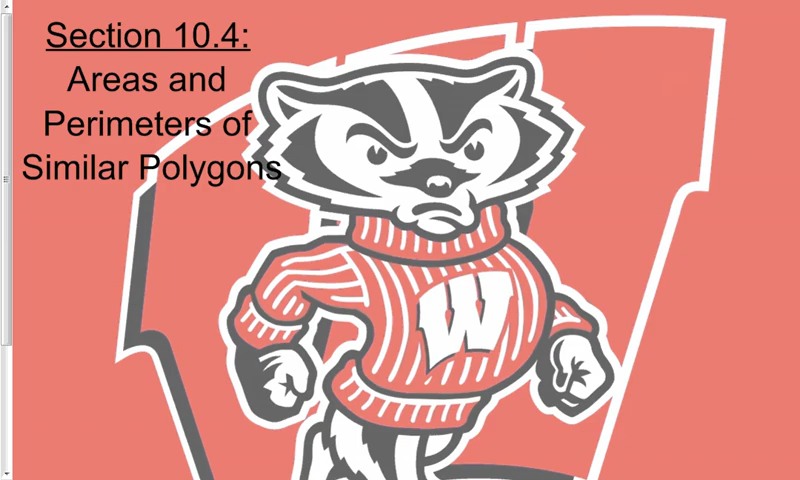 Section 10.4:
Areas and
Perimeters of
Similar Polygons
W